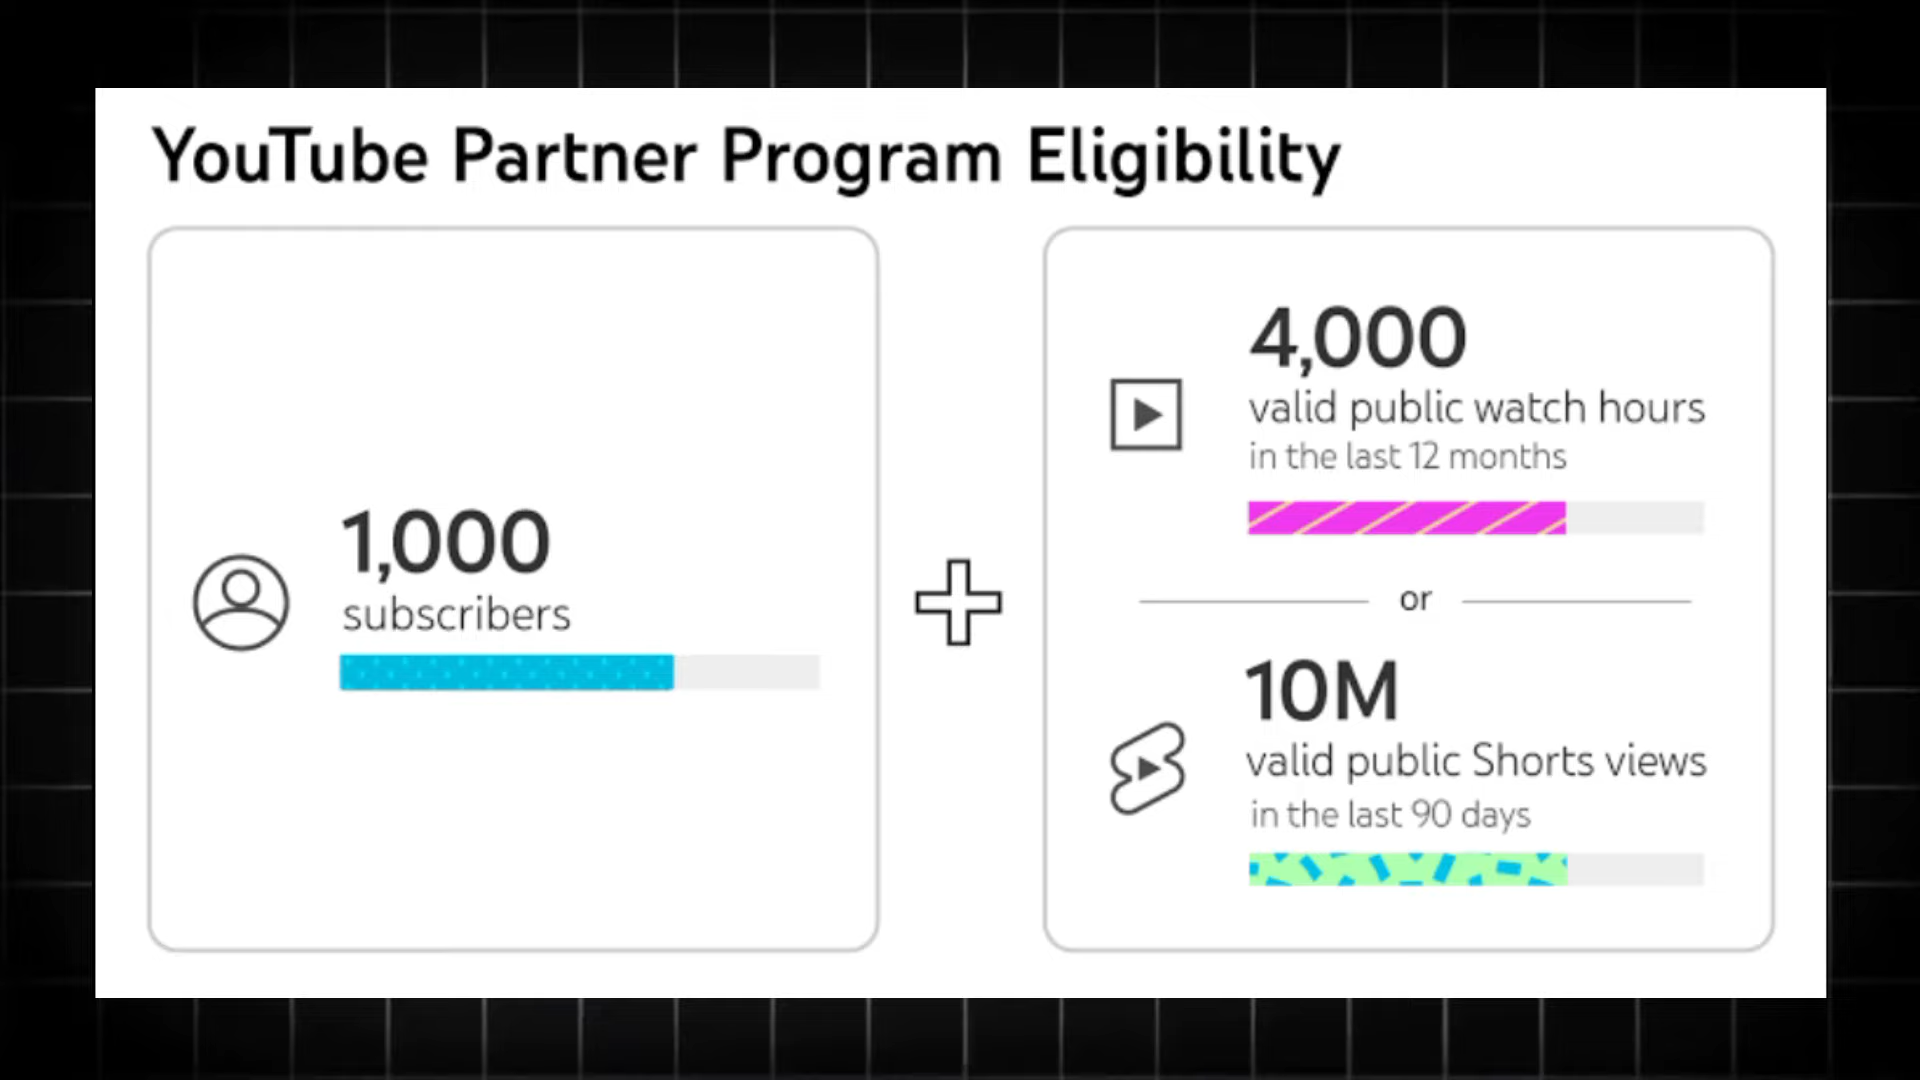 YouTube Partner Program Eligibility
1,000
subscribers
4,000
valid public watch hours
in the last 12 months
or
10M
valid public Shorts views
in the last 90 days